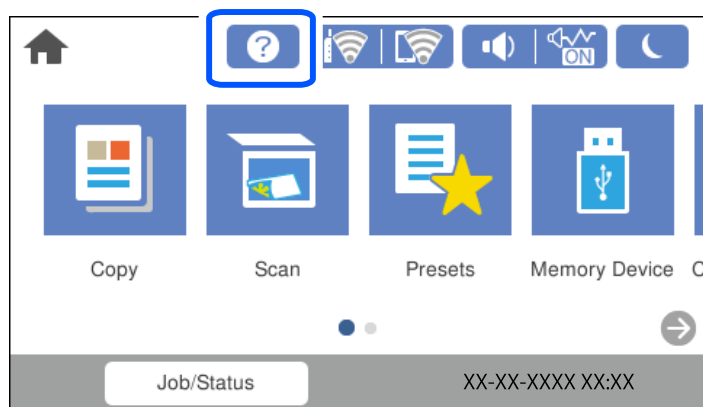 ?
ON
Copy Scan Presets Memory Device C
Job/Status XX-XX-XXXX XX:XX